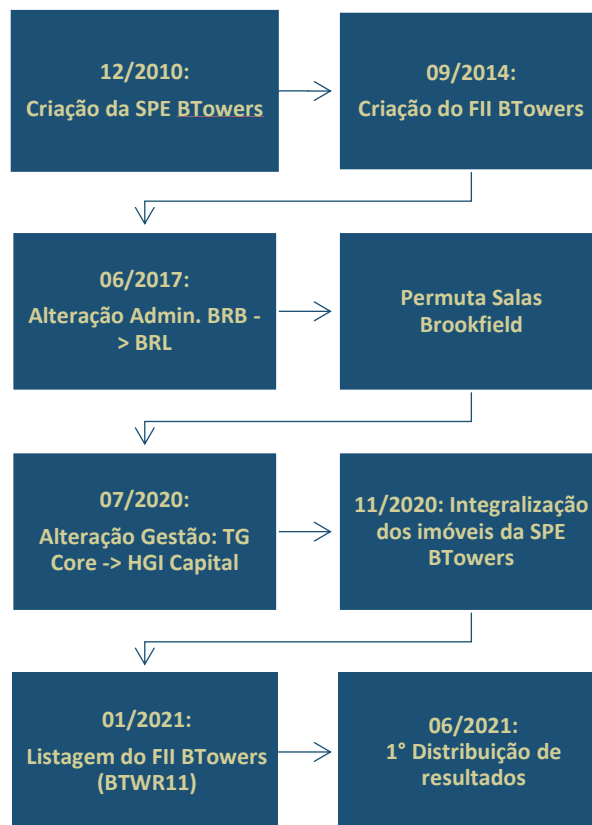 12/2010:
Criação da SPE BTowers
09/2014:
Criação do FII BTowers
06/2017:
Alteração Admin. BRB -
> BRL
Permuta Salas
Brookfield
07/2020:
Alteração Gestão: TG
Core -> HGI Capital
11/2020: Integralização
dos imóveis da SPE
BTowers
01/2021:
Listagem do FII BTowers
(BTWR11)
06/2021:
1° Distribuição de
resultados